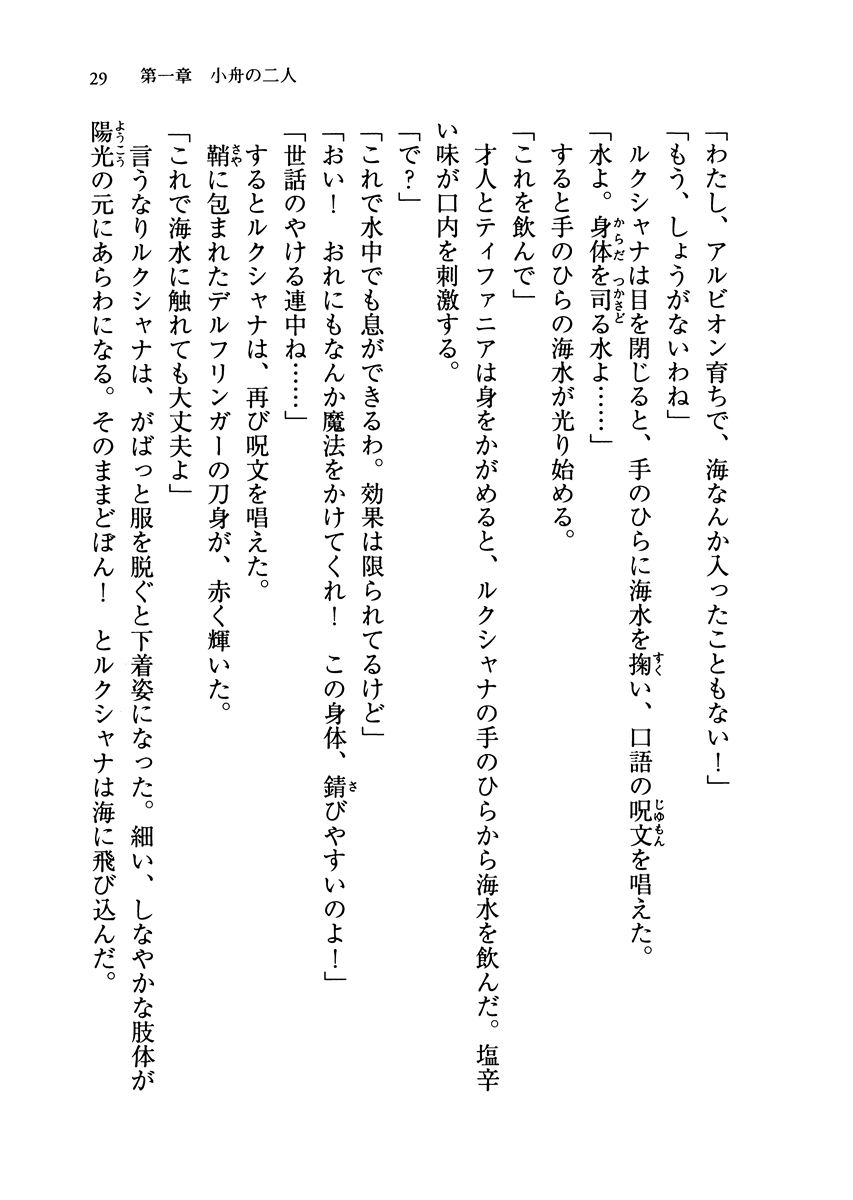 29　第一章　小舟の二人
「わたし、アルビオン育ちで、海なんか入ったこともない！」
「もう、しょうがないわね」
　ルクシャナは目を閉じると、手のひらに海水を掬い、口語の呪文を唱えた。
「水よ。身体を司る水よ……」
　すると手のひらの海水が光り始める。
「これを飲んで」
　才人とティファニアは身をかがめると、ルクシャナの手のひらから海水を飲んだ。塩辛
い味が口内を刺激する。
「で？」
「これで水中でも息ができるわ。効果は限られてるけど」
「おい！　おれにもなんか魔法をかけてくれ！　この身体、錆びやすいのよ！」
「世話のやける連中ね……」
　するとルクシャナは、再び呪文を唱えた。
　鞘に包まれたデルフリンガーの刀身が、赤く輝いた。
「これで海水に触れても大丈夫よ」
　言うなりルクシャナは、がばっと服を脱ぐと下着姿になった。細い、しなやかな肢体が
陽光の元にあらわになる。そのままどぼん！　とルクシャナは海に飛び込んだ。